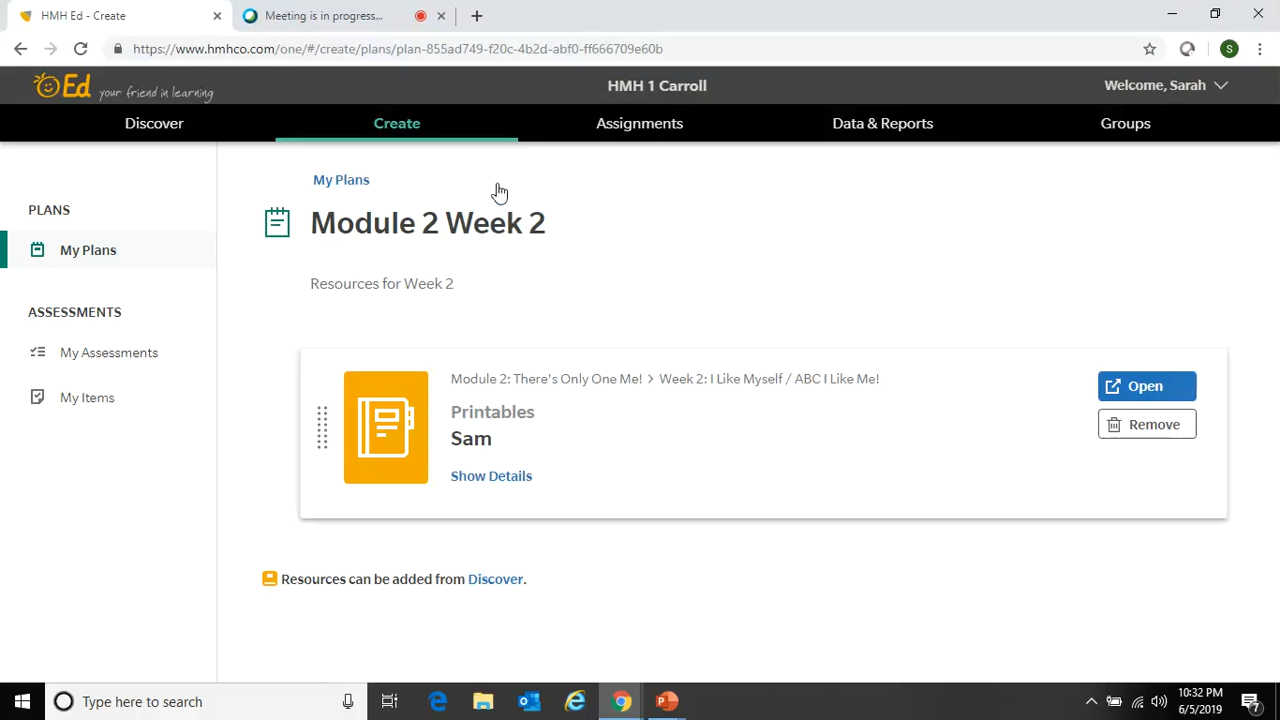 HMH Ed - Create
Meeting is in progress...
https://www.hmhco.com/one/#/create/plans/plan-855ad749-f20c-4b2d-abf0-ff666709e60b
S
Ed your friend in learning
HMH 1 Carroll
Welcome, Sarah
Discover
Create
Assignments
Data & Reports
Groups
PLANS
My Plans
ASSESSMENTS
My Assessments
My Items
My Plans
Module 2 Week 2
Resources for Week 2
Module 2: There's Only One Me! > Week 2: I Like Myself / ABC I Like Me!
Printables
Sam
Show Details
Open
Remove
Resources can be added from Discover.
Type here to search
10:32 PM
6/5/2019
7